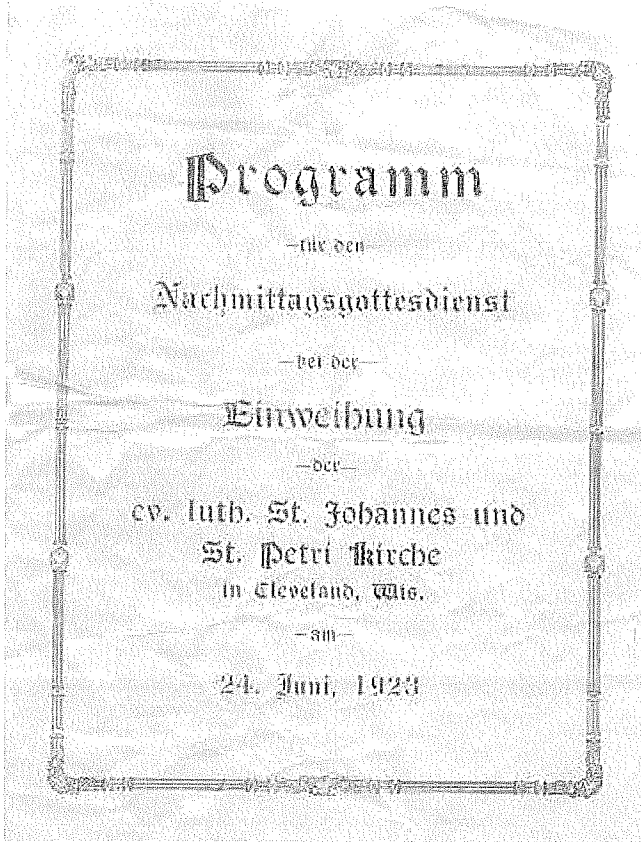 Programm
—für den—
Nachmittagsgottesdienst
—bei der—
Einweihung
—der—
ev. luth. St. Johannes und
St. Petri Kirche
in Cleveland, Wis.
—am—
24. Juni, 1923